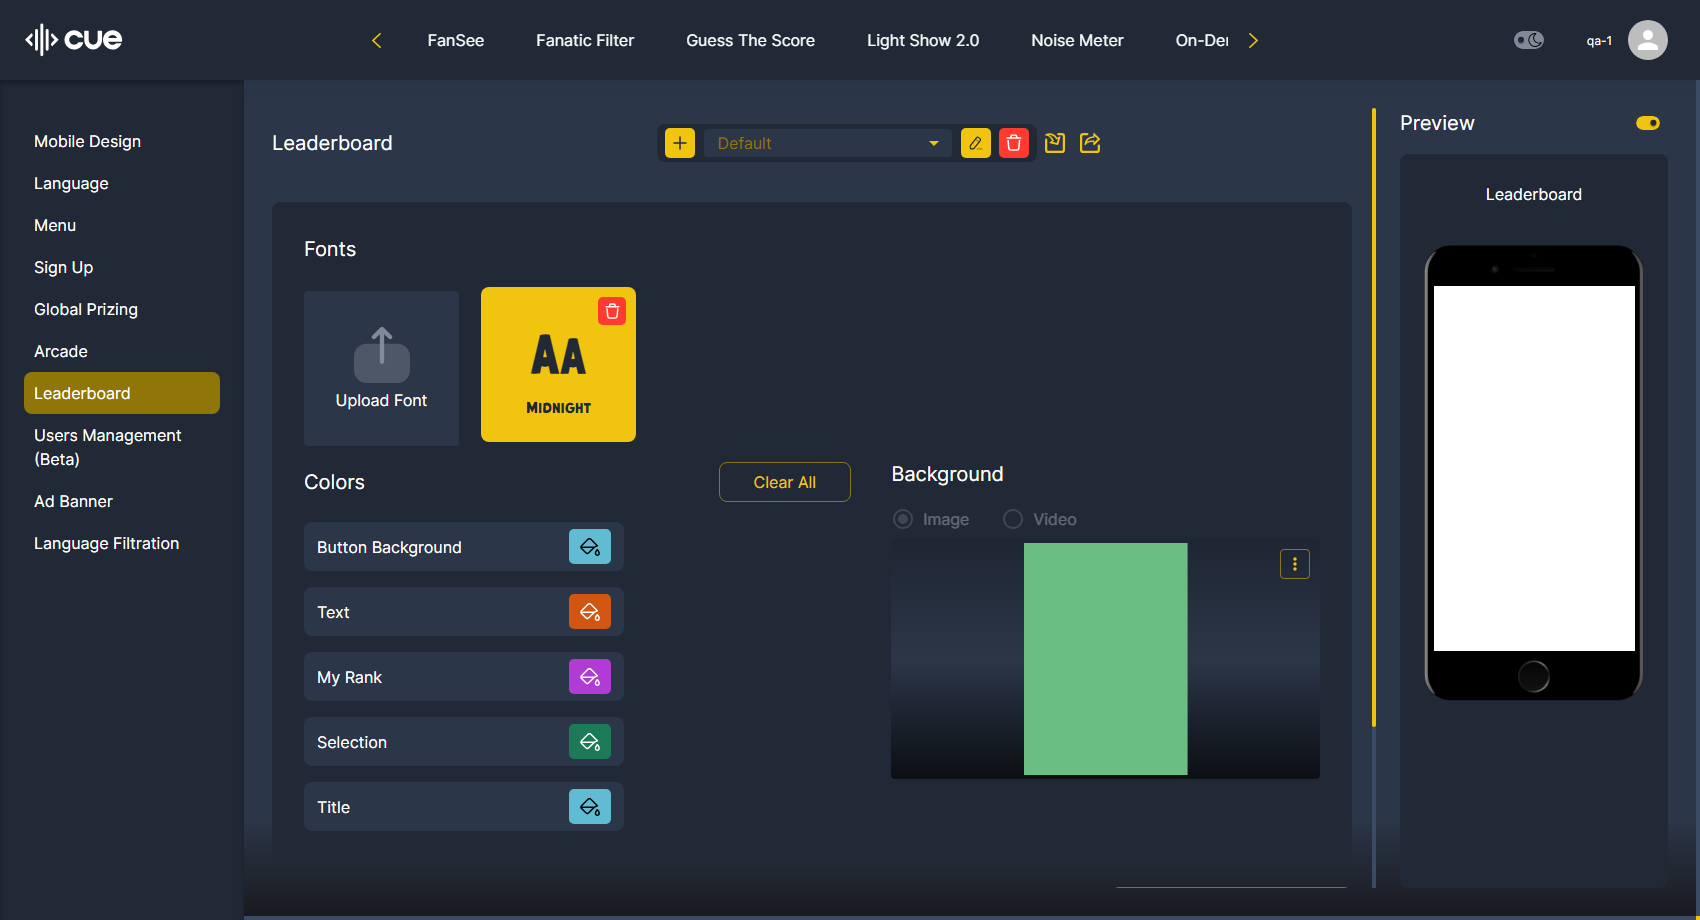 cue
FanSee
Fanatic Filter
Guess The Score
Light Show 2.0
Noise Meter
On-Der
qa-1
Mobile Design
Language
Menu
Sign Up
Global Prizing
Arcade
Leaderboard
Users Management
(Beta)
Ad Banner
Language Filtration
Leaderboard
Default
Fonts
Upload Font
AA
MIDNIGHT
Colors
Clear All
Button Background
Text
My Rank
Selection
Title
Background
Image
Video
Preview
Leaderboard